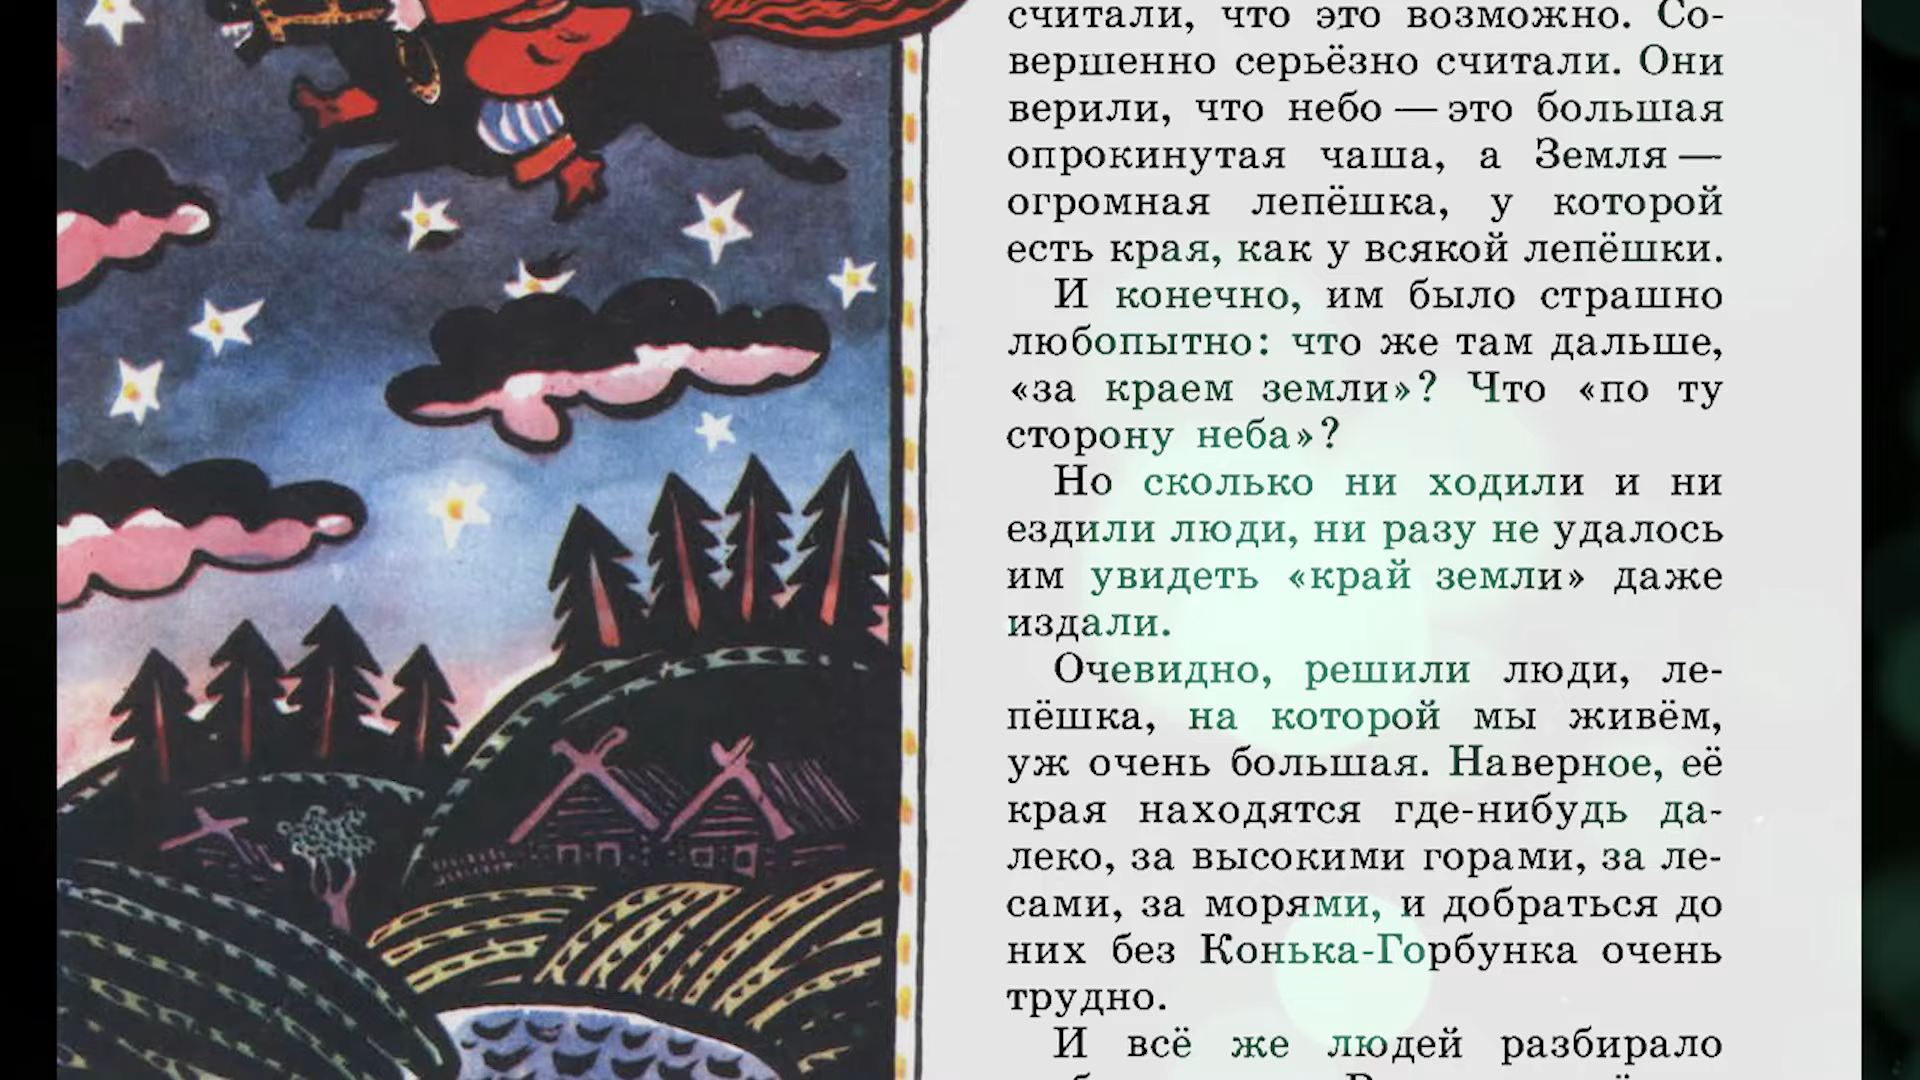 считали, что это возможно. Со-
вершенно серьёзно считали. Они
верили, что небо — это большая
опрокинутая чаша, а Земля —
огромная лепёшка, у которой
есть края, как у всякой лепёшки.
И конечно, им было страшно
любопытно: что же там дальше,
«за краем земли»? Что «по ту
сторону неба»?
Но сколько ни ходили и ни
ездили люди, ни разу не удалось
им увидеть «край земли» даже
издали.
Очевидно, решили люди, ле-
пёшка, на которой мы живём,
уж очень большая. Наверное, её
края находятся где-нибудь да-
леко, за высокими горами, за ле-
сами, за морями, и добраться до
них без Конька-Горбунка очень
трудно.
И всё же людей разбирало